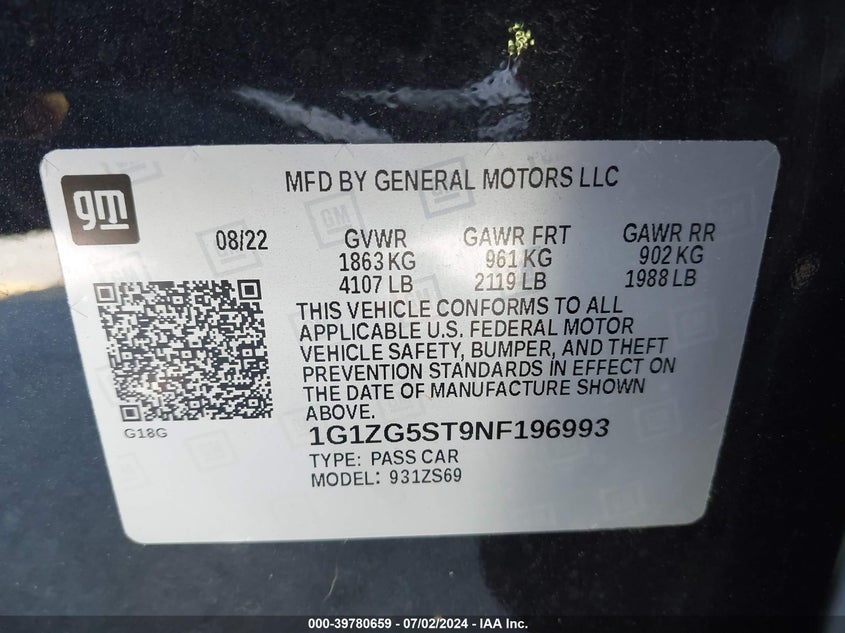 gm
MFD BY GENERAL MOTORS LLC
08/22 GVWR GAWR FRT GAWR RR
1863 KG 961 KG 902 KG
4107 LB 2119 LB 1988 LB
THIS VEHICLE CONFORMS TO ALL
APPLICABLE U.S. FEDERAL MOTOR
VEHICLE SAFETY, BUMPER, AND THEFT
PREVENTION STANDARDS IN EFFECT ON
THE DATE OF MANUFACTURE SHOWN
ABOVE.
G18G
1G1ZG5ST9NF196993
TYPE: PASS CAR
MODEL: 931ZS69
000-39780659 - 07/02/2024 - IAA Inc.